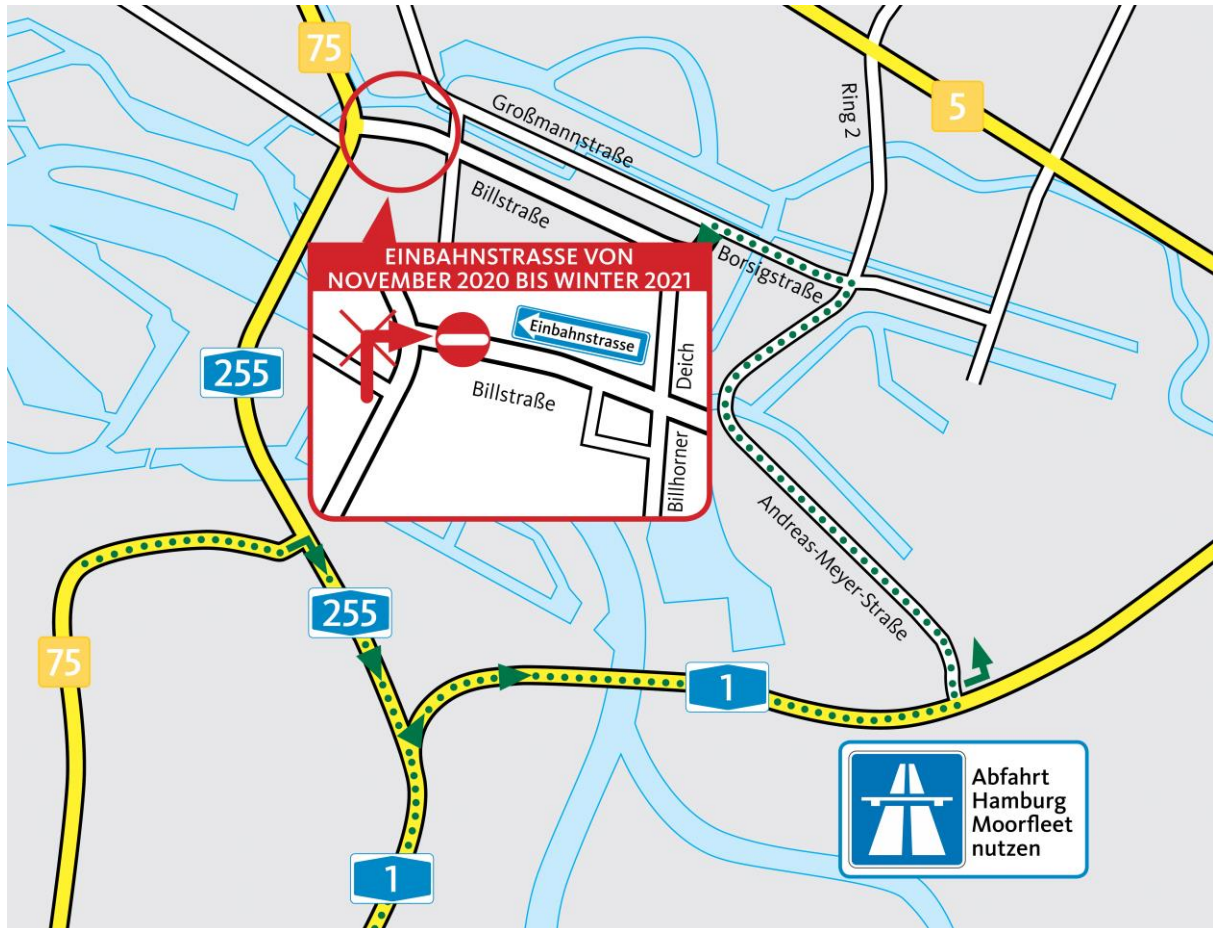 75
5
Ring 2
Großmannstraße
Billstraße
Borsigstraße
EINBAHNSTRASSE VON
NOVEMBER 2020 BIS WINTER 2021
Einbahnstrasse
Billstraße
Deich
Billhorner
255
Andreas-Meyer-Straße
255
75
1
Abfahrt
Hamburg
Moorfleet
nutzen
1